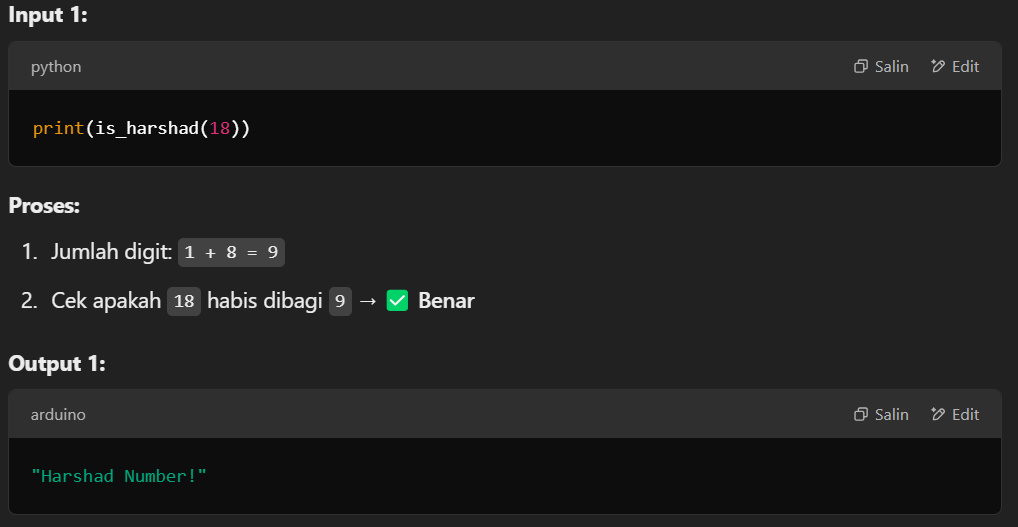 Input 1:
python Salin Edit
print(is_harshad(18))
Proses:
1. Jumlah digit: 1 + 8 = 9
2. Cek apakah 18 habis dibagi 9 → ✅ Benar
Output 1:
arduino Salin Edit
"Harshad Number!"